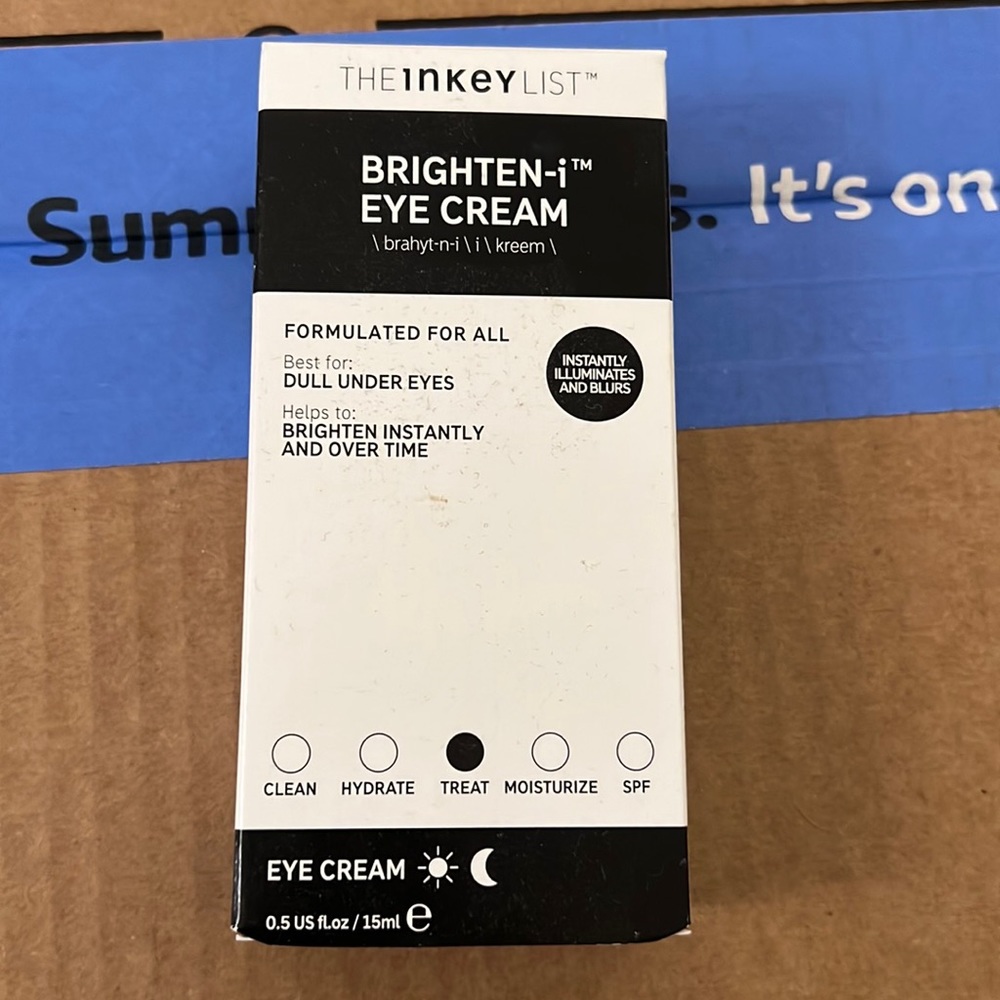 THE INKEY LIST™
BRIGHTEN-i™
EYE CREAM
\ brahyt-n-i \ i \ kreem \
FORMULATED FOR ALL
Best for:
DULL UNDER EYES
Helps to:
BRIGHTEN INSTANTLY
AND OVER TIME
INSTANTLY
ILLUMINATES
AND BLURS
CLEAN HYDRATE TREAT MOISTURIZE SPF
EYE CREAM
0.5 US fl.oz / 15ml e
It's on